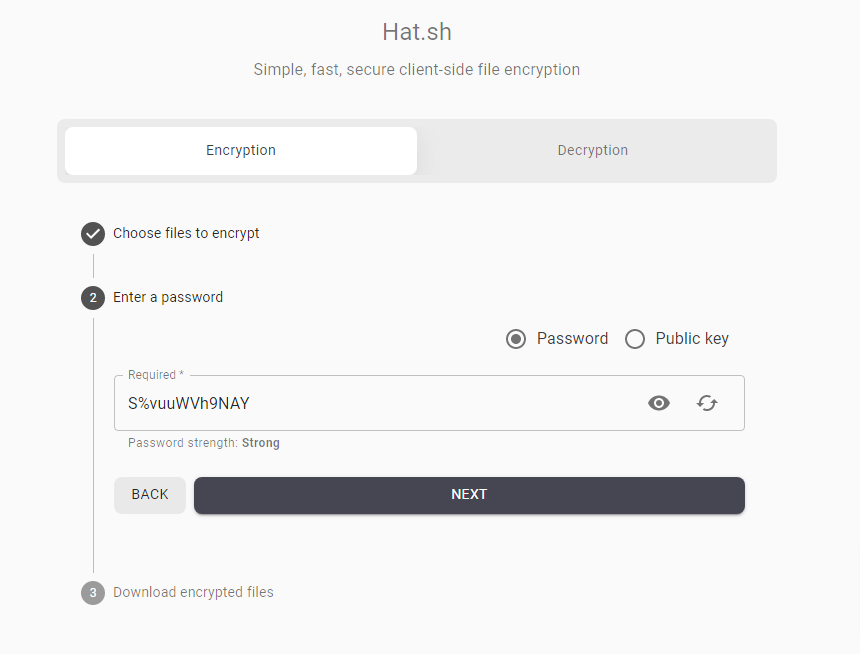 Hat.sh
Simple, fast, secure client-side file encryption
Encryption Decryption
Choose files to encrypt
2 Enter a password
Password Public key
Required *
S%vuuWVh9NAY
Password strength: Strong
BACK NEXT
3 Download encrypted files